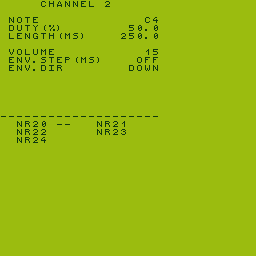 CHANNEL 2
NOTE C4
DUTY(%) 50.0
LENGTH(MS) 250.0
VOLUME 15
ENV.STEP(MS) OFF
ENV.DIR DOWN
--------------------
NR20 -- NR21
NR22 NR23
NR24